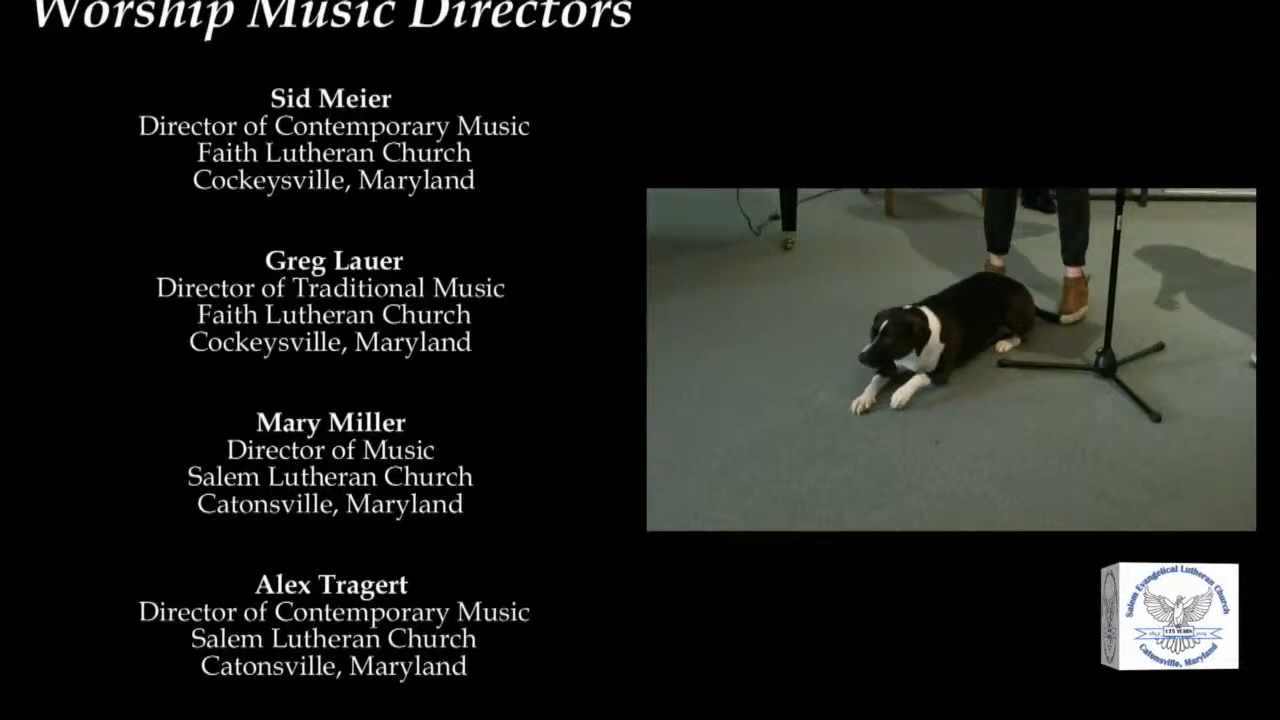 Worship Music Directors
Sid Meier
Director of Contemporary Music
Faith Lutheran Church
Cockeysville, Maryland
Greg Lauer
Director of Traditional Music
Faith Lutheran Church
Cockeysville, Maryland
Mary Miller
Director of Music
Salem Lutheran Church
Catonsville, Maryland
Alex Tragert
Director of Contemporary Music
Salem Lutheran Church
Catonsville, Maryland
Salem Evangelical Lutheran Church
175 YEARS
Catonsville, Maryland